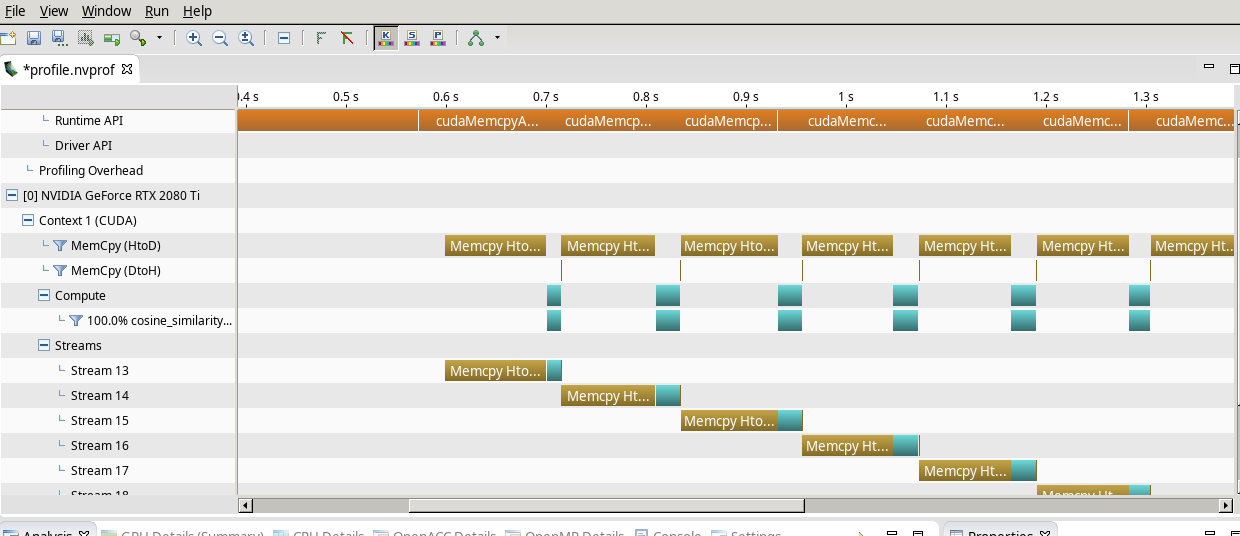 File View Window Run Help
K S P
*profile.nvprof
0.4 s 0.5 s 0.6 s 0.7 s 0.8 s 0.9 s 1 s 1.1 s 1.2 s 1.3 s
Runtime API cudaMemcpyA... cudaMemcp... cudaMemcp... cudaMemc... cudaMemc... cudaMemc... cudaMemc...
Driver API
Profiling Overhead
[0] NVIDIA GeForce RTX 2080 Ti
Context 1 (CUDA)
MemCpy (HtoD) Memcpy Hto... Memcpy Ht... Memcpy Hto... Memcpy Ht... Memcpy Ht... Memcpy Ht... Memcpy Ht...
MemCpy (DtoH)
Compute
100.0% cosine_similarity...
Streams
Stream 13 Memcpy Hto...
Stream 14 Memcpy Ht...
Stream 15 Memcpy Hto...
Stream 16 Memcpy Ht...
Stream 17 Memcpy Ht...
Stream 18 Memcpy Ht...
Analysis GPU Details (Summary) CPU Details OpenACC Details OpenMP Details Console Settings Properties